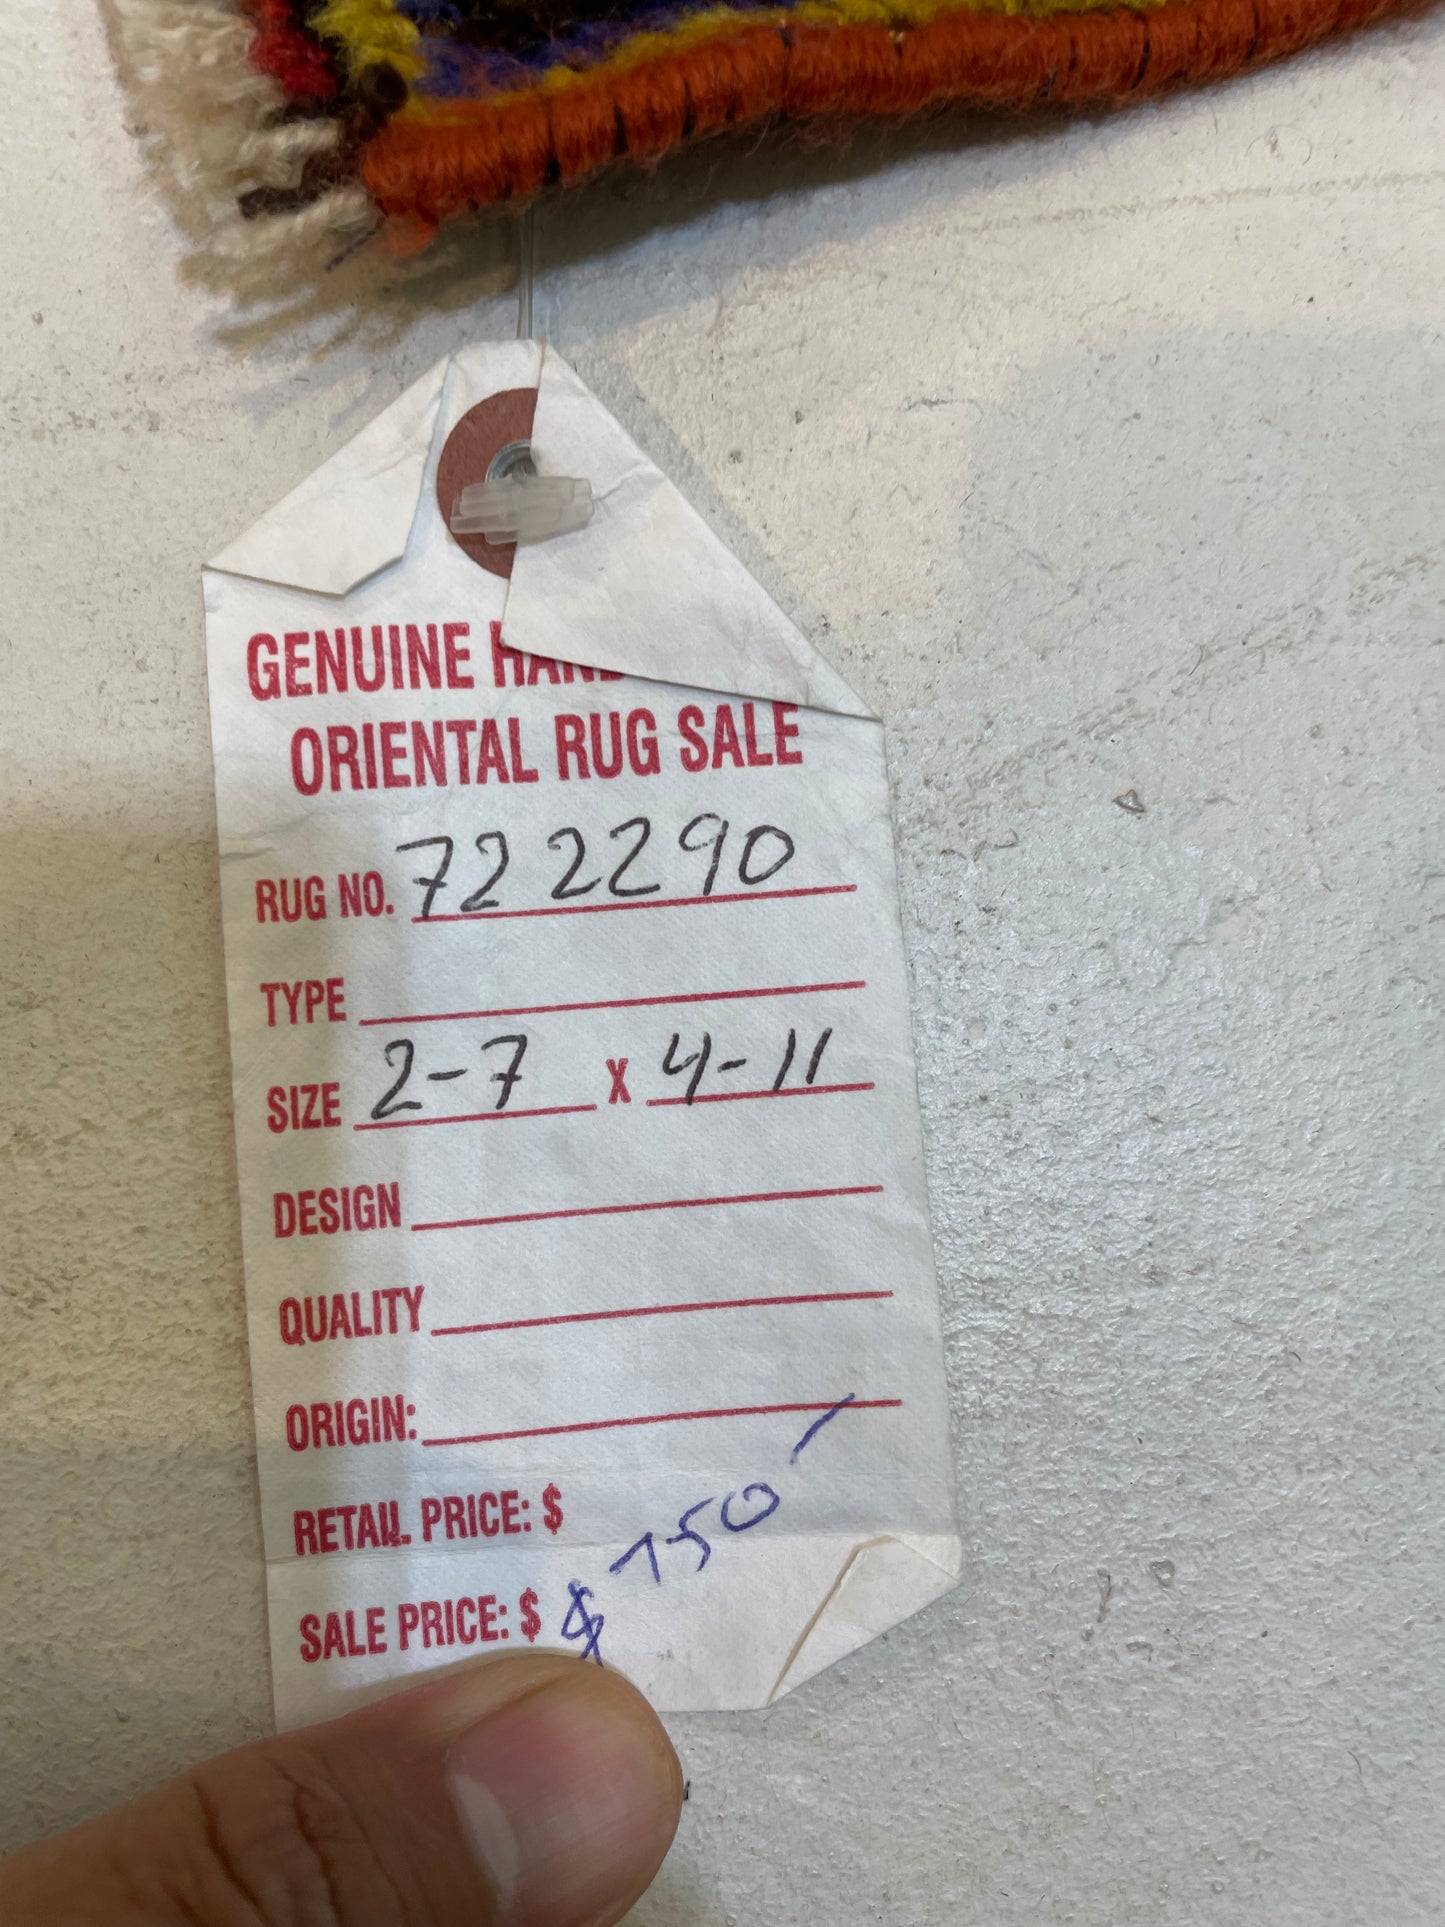 GENUINE HAND
ORIENTAL RUG SALE
RUG NO. 722290
TYPE
SIZE 2-7 X 4-11
DESIGN
QUALITY
ORIGIN:
RETAIL PRICE: $
SALE PRICE: $ $750